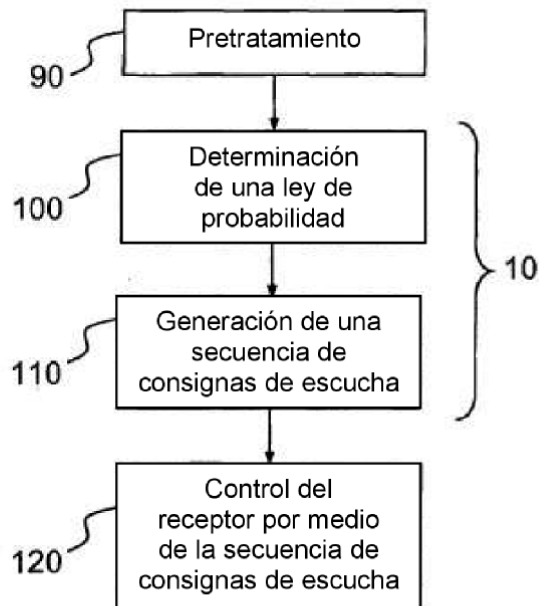 Pretratamiento
90
Determinación
de una ley de
probabilidad
100
10
Generación de una
secuencia de
consignas de escucha
110
Control del
receptor por medio
de la secuencia de
consignas de escucha
120